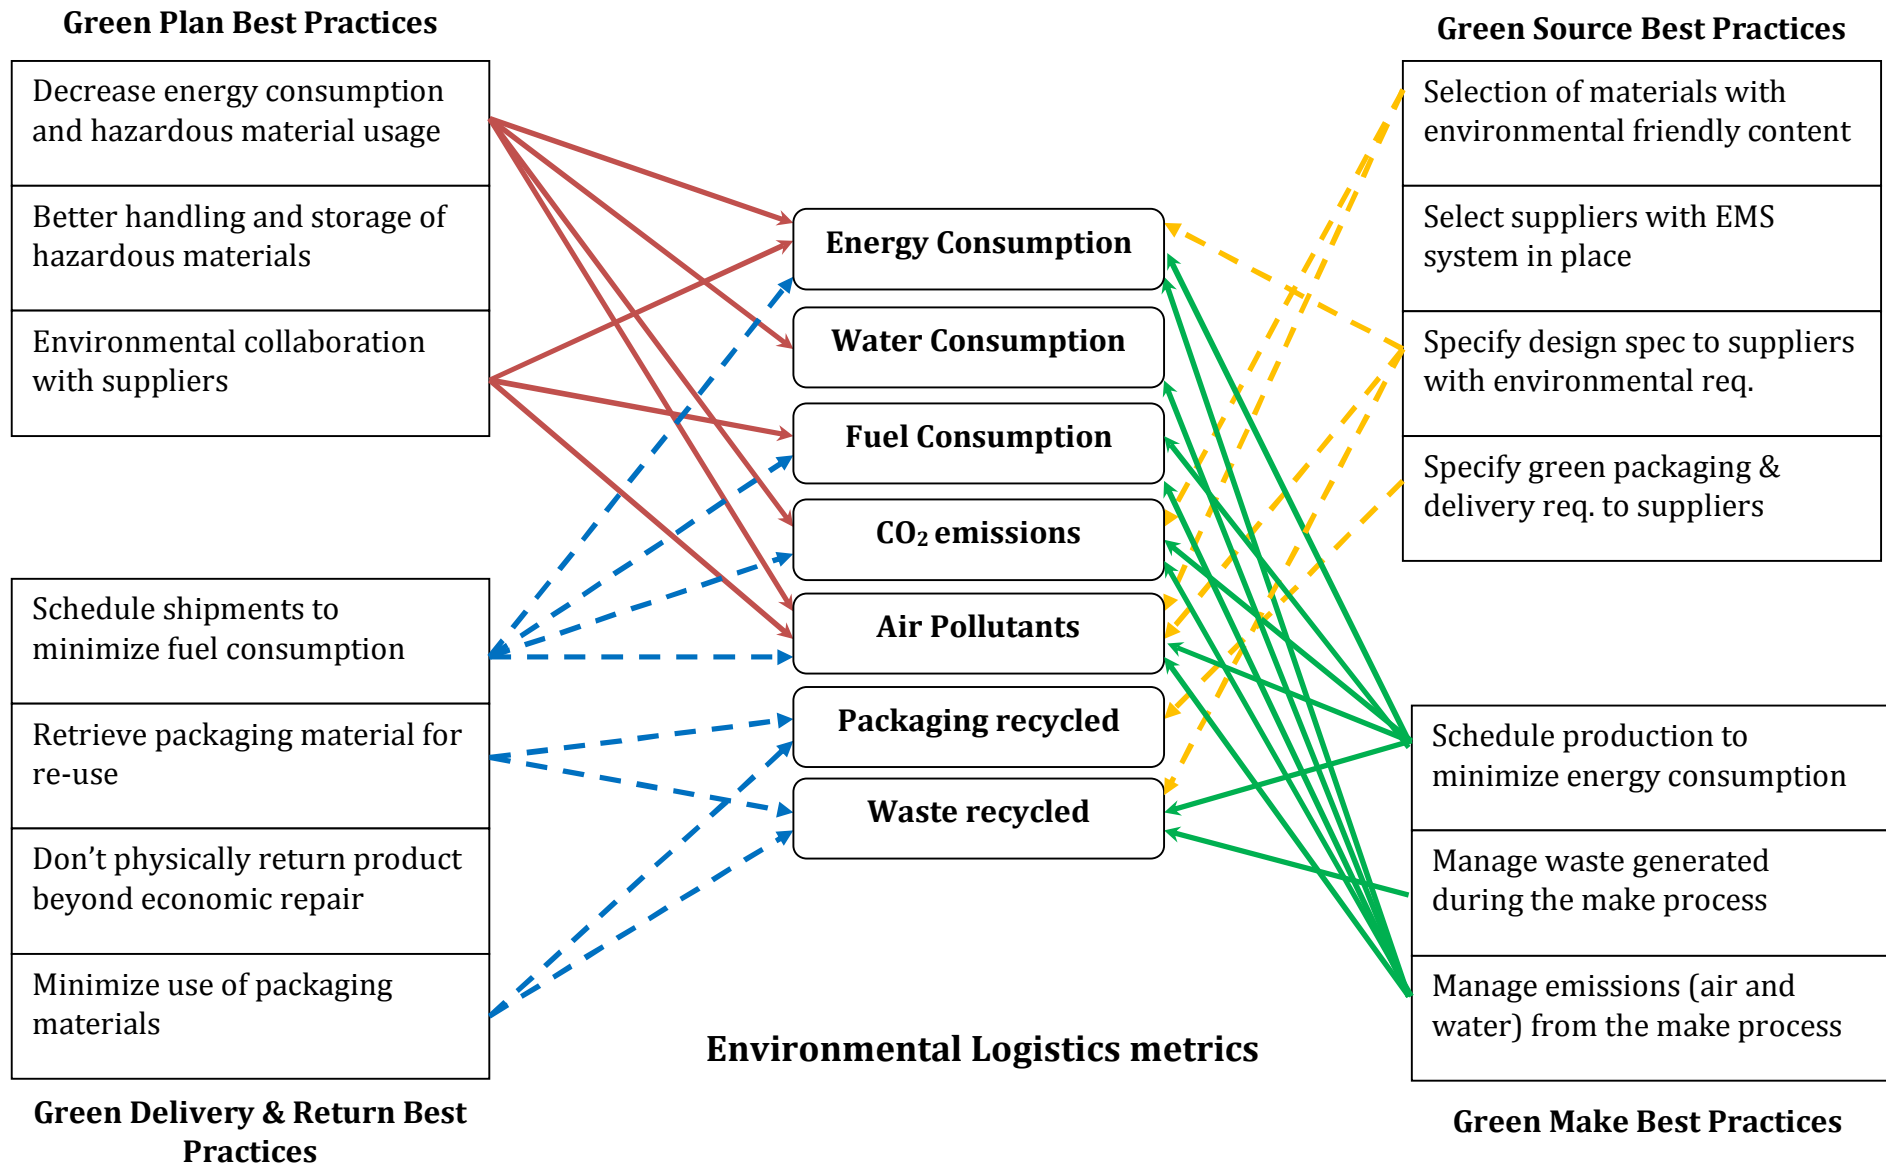 Green Plan Best Practices
Decrease energy consumption
and hazardous material usage
Better handling and storage of
hazardous materials
Environmental collaboration
with suppliers
Schedule shipments to
minimize fuel consumption
Retrieve packaging material for
re-use
Don’t physically return product
beyond economic repair
Minimize use of packaging
materials
Green Delivery & Return Best
Practices
Energy Consumption
Water Consumption
Fuel Consumption
CO₂ emissions
Air Pollutants
Packaging recycled
Waste recycled
Environmental Logistics metrics
Green Source Best Practices
Selection of materials with
environmental friendly content
Select suppliers with EMS
system in place
Specify design spec to suppliers
with environmental req.
Specify green packaging &
delivery req. to suppliers
Schedule production to
minimize energy consumption
Manage waste generated
during the make process
Manage emissions (air and
water) from the make process
Green Make Best Practices